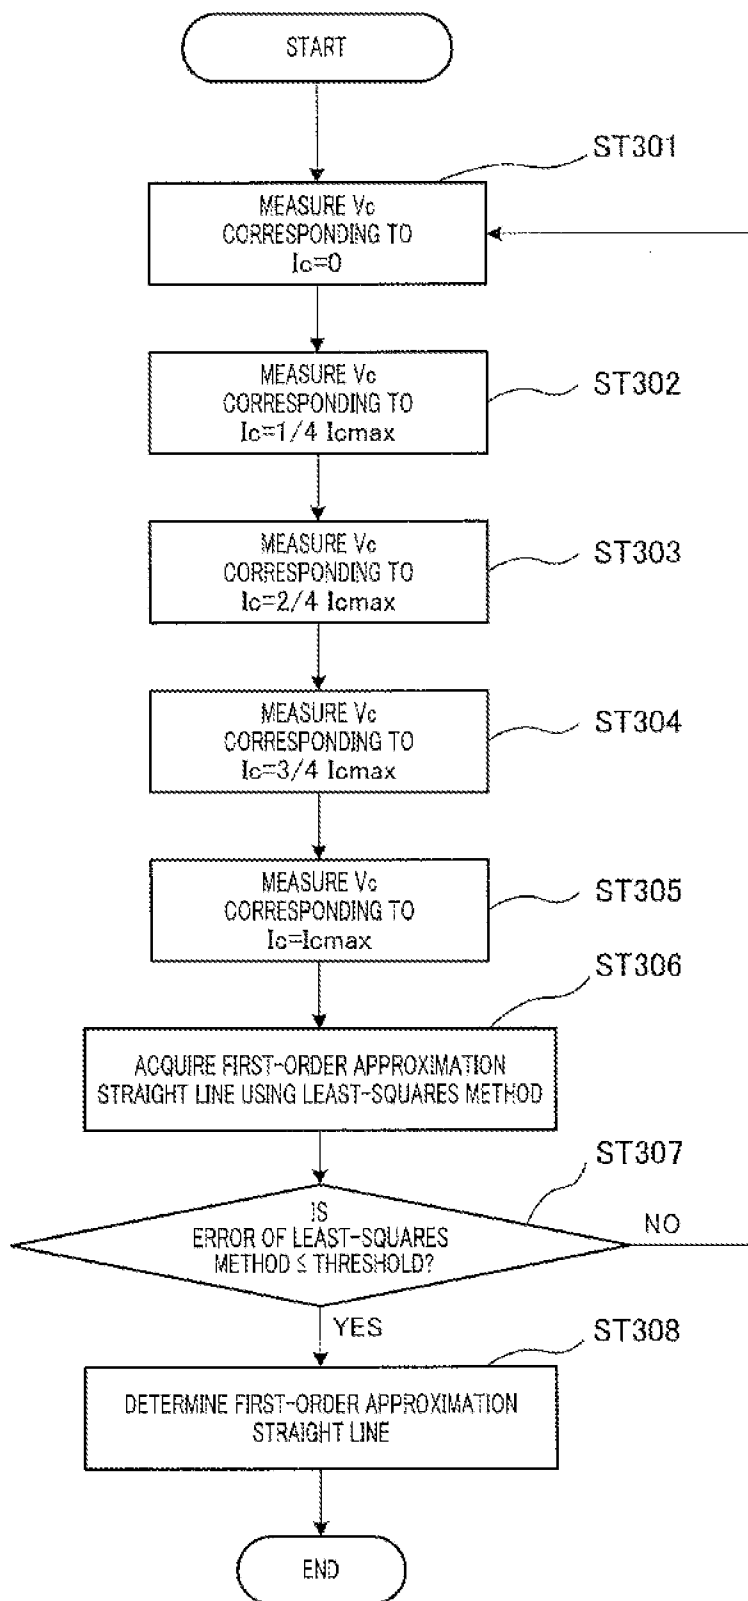 START
ST301
MEASURE Vc
CORRESPONDING TO
Ic=0
MEASURE Vc
CORRESPONDING TO
Ic=1/4 Icmax
ST302
MEASURE Vc
CORRESPONDING TO
Ic=2/4 Icmax
ST303
MEASURE Vc
CORRESPONDING TO
Ic=3/4 Icmax
ST304
MEASURE Vc
CORRESPONDING TO
Ic=Icmax
ST305
ST306
ACQUIRE FIRST-ORDER APPROXIMATION
STRAIGHT LINE USING LEAST-SQUARES METHOD
ST307
IS
ERROR OF LEAST-SQUARES
METHOD ≤ THRESHOLD?
NO
YES
ST308
DETERMINE FIRST-ORDER APPROXIMATION
STRAIGHT LINE
END